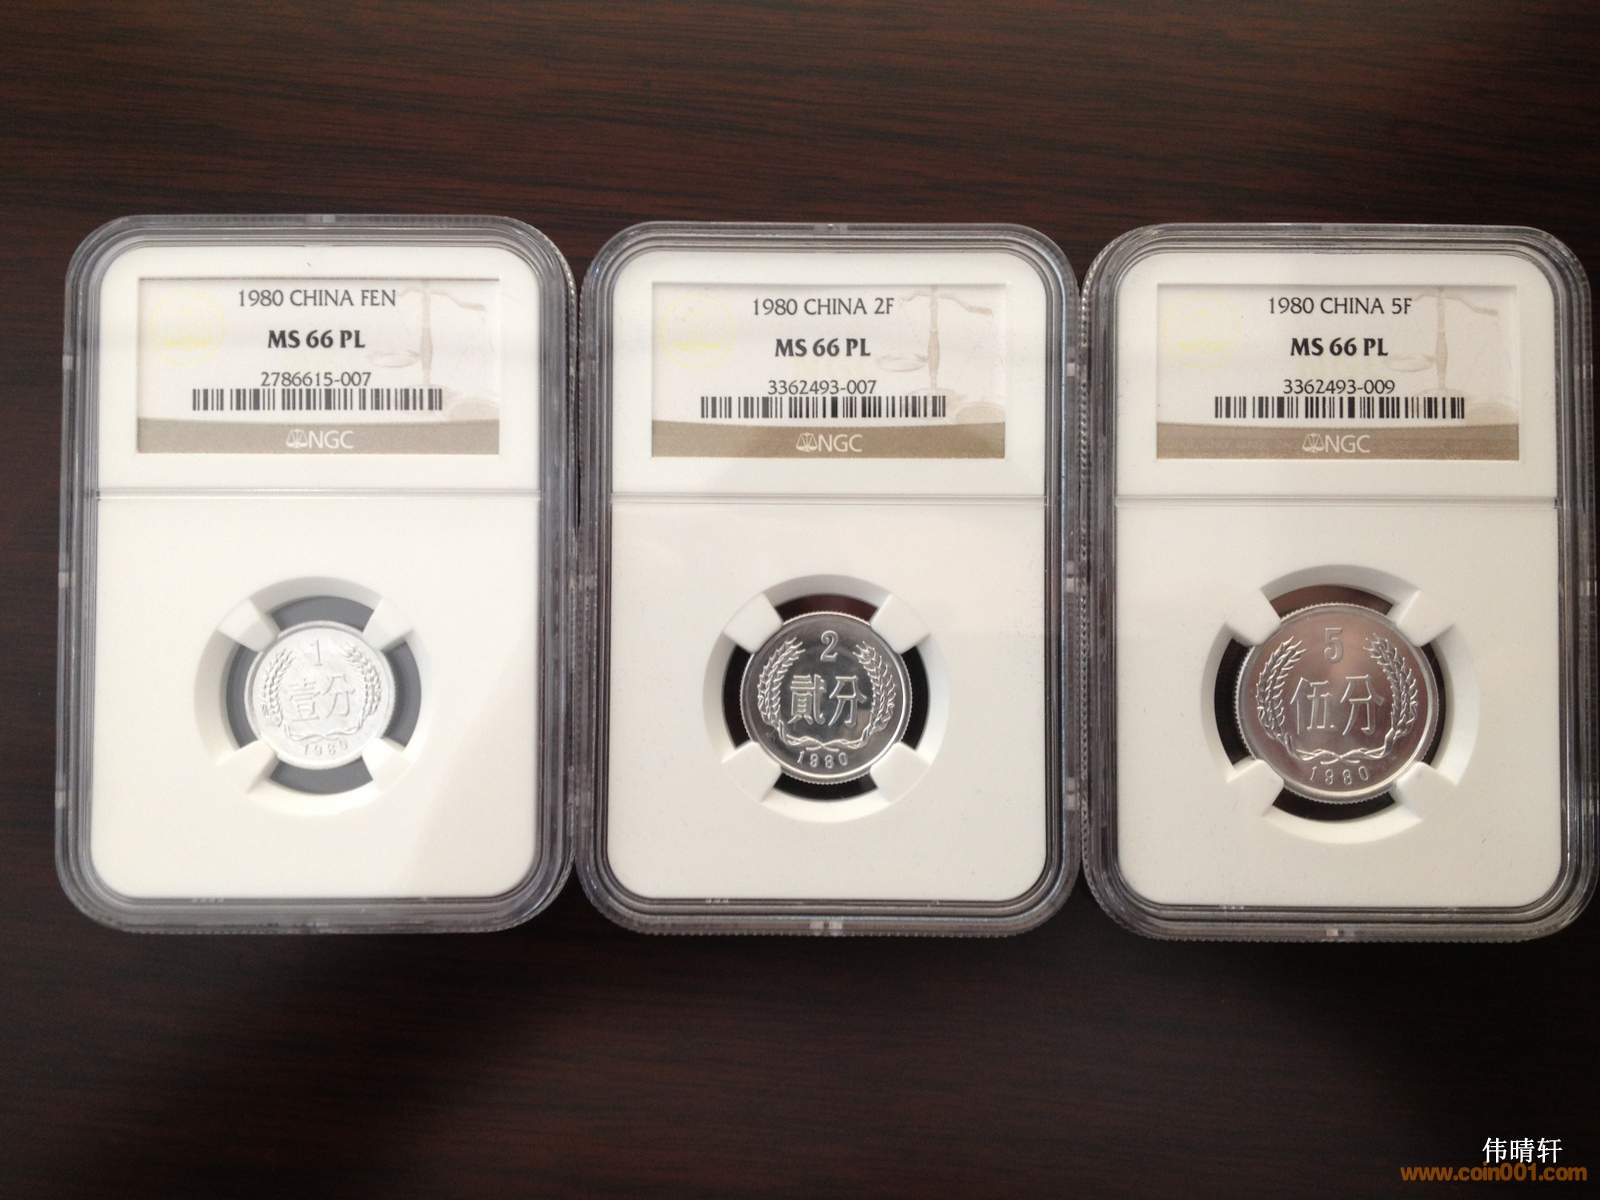 1980 CHINA FEN
MS 66 PL
2786615-007
NGC
1
壹分
1980
1980 CHINA 2F
MS 66 PL
3362493-007
NGC
2
貳分
1980
1980 CHINA 5F
MS 66 PL
3362493-009
NGC
5
伍分
1980
伟晴轩
www.coin001.com